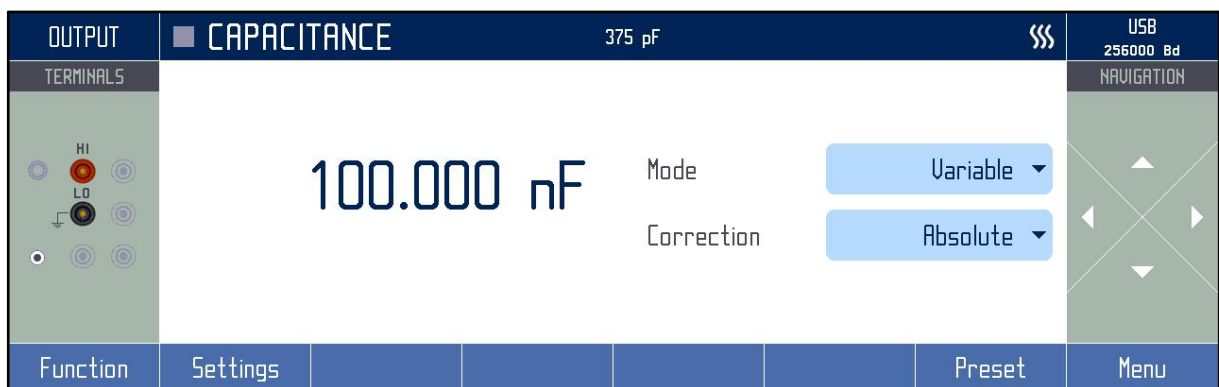 OUTPUT
CAPACITANCE
375 pF
USB
256000 Bd
TERMINALS
NAVIGATION
HI
LO
100.000 nF
Mode
Variable
Correction
Absolute
Function
Settings
Preset
Menu